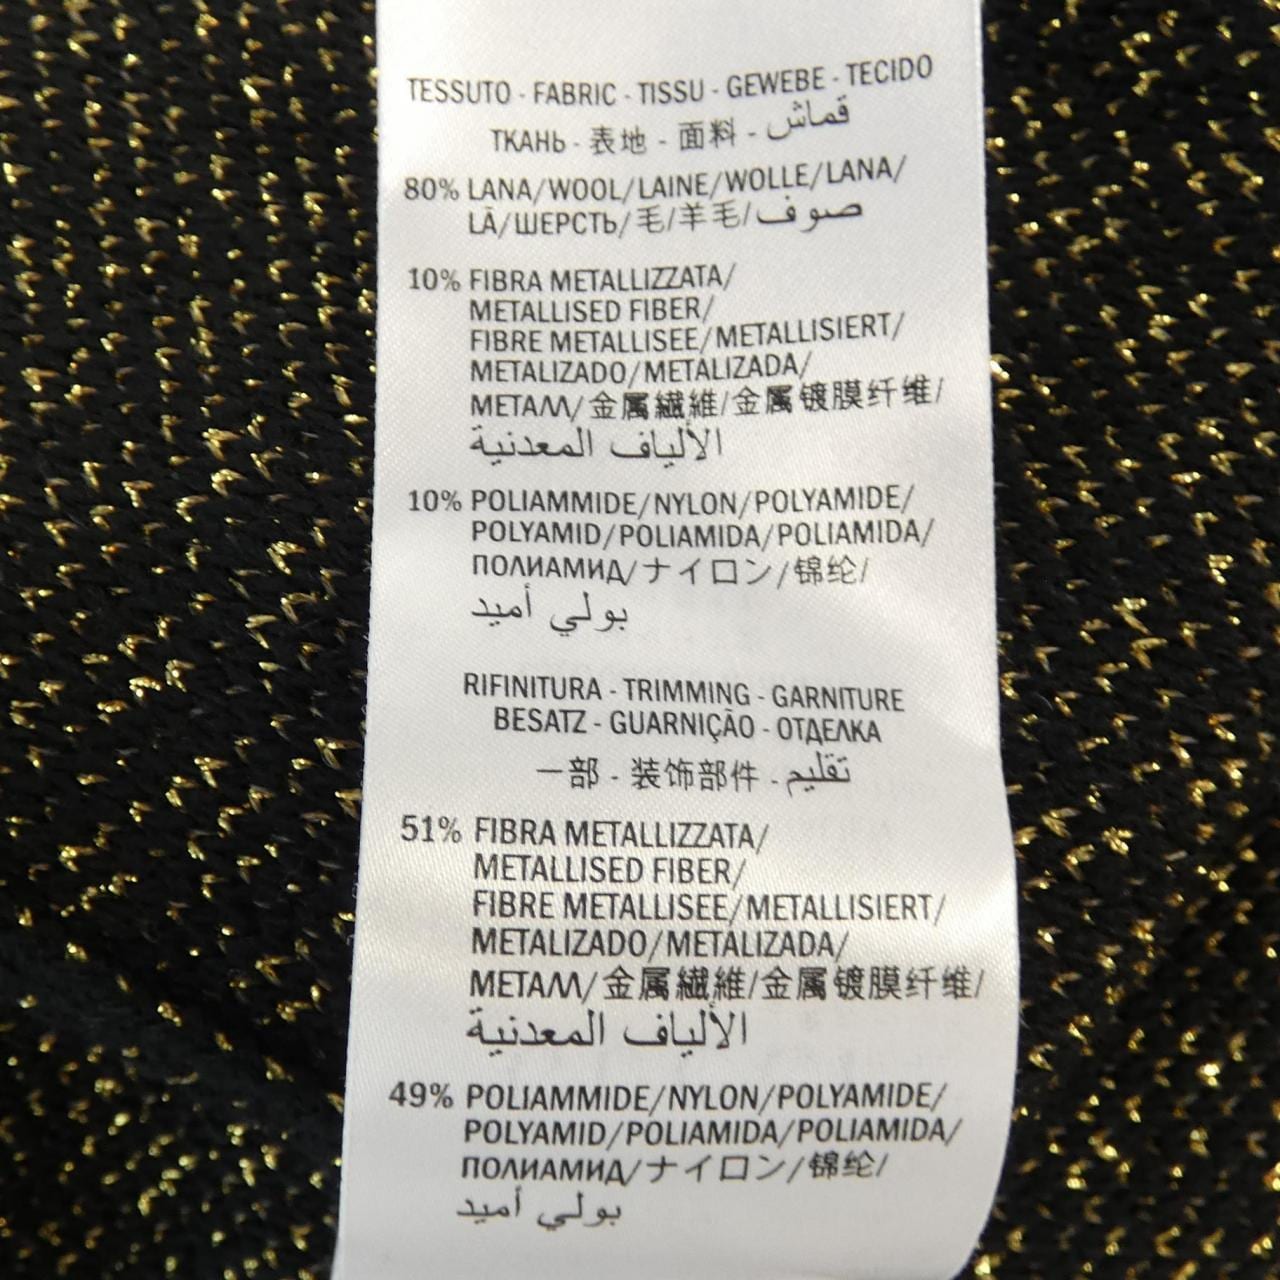 TESSUTO - FABRIC - TISSU - GEWEBE - TECIDO
ТКАНЬ - 表地 - 面料 - قماش
80% LANA/WOOL/LAINE/WOLLE/LANA/
LÃ/ШЕРСТЬ/毛/羊毛/صوف
10% FIBRA METALLIZZATA/
METALLISED FIBER/
FIBRE METALLISEE/METALLISIERT/
METALIZADO/METALIZADA/
МЕТАЛЛ/金属繊維/金属镀膜纤维/
الألياف المعدنية
10% POLIAMMIDE/NYLON/POLYAMIDE/
POLYAMID/POLIAMIDA/POLIAMIDA/
ПОЛИАМИД/ナイロン/锦纶/
بولي أميد
RIFINITURA - TRIMMING - GARNITURE
BESATZ - GUARNIÇÃO - ОТДЕЛКА
一部 - 装饰部件 - تقليم
51% FIBRA METALLIZZATA/
METALLISED FIBER/
FIBRE METALLISEE/METALLISIERT/
METALIZADO/METALIZADA/
МЕТАЛЛ/金属繊維/金属镀膜纤维/
الألياف المعدنية
49% POLIAMMIDE/NYLON/POLYAMIDE/
POLYAMID/POLIAMIDA/POLIAMIDA/
ПОЛИАМИД/ナイロン/锦纶/
بولي أميد